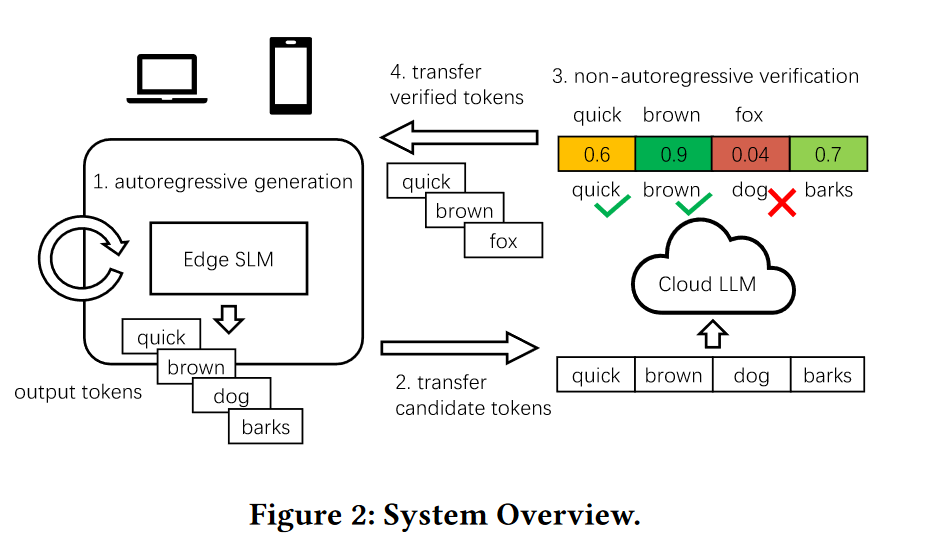 4. transfer
verified tokens
3. non-autoregressive verification
quick brown fox
0.6 0.9 0.04 0.7
quick brown dog barks
1. autoregressive generation
quick
brown
fox
Edge SLM
Cloud LLM
quick
brown
dog
barks
output tokens
2. transfer
candidate tokens
quick brown dog barks
Figure 2: System Overview.